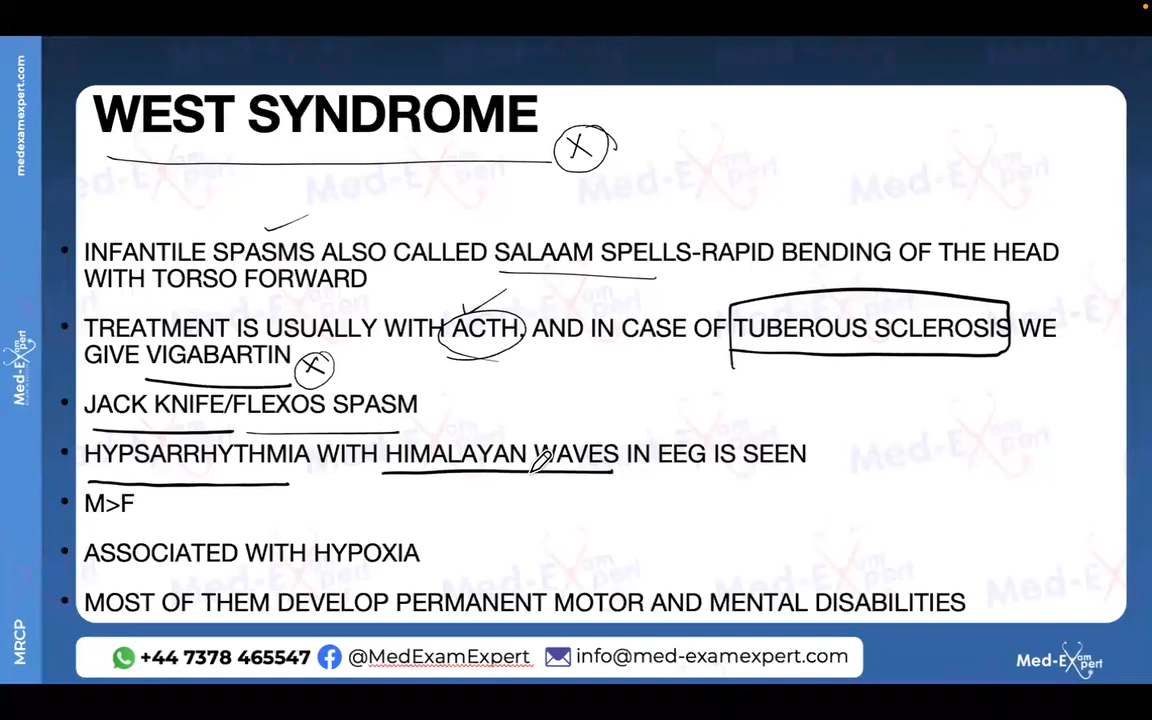 WEST SYNDROME
• INFANTILE SPASMS ALSO CALLED SALAAM SPELLS-RAPID BENDING OF THE HEAD
WITH TORSO FORWARD
• TREATMENT IS USUALLY WITH ACTH, AND IN CASE OF TUBEROUS SCLEROSIS WE
GIVE VIGABARTIN
• JACK KNIFE/FLEXOS SPASM
• HYPSARRHYTHMIA WITH HIMALAYAN WAVES IN EEG IS SEEN
• M>F
• ASSOCIATED WITH HYPOXIA
• MOST OF THEM DEVELOP PERMANENT MOTOR AND MENTAL DISABILITIES
medexamexpert.com
Med-Expert
MRCP
+44 7378 465547 @MedExamExpert info@med-examexpert.com
Med-Exam
pert